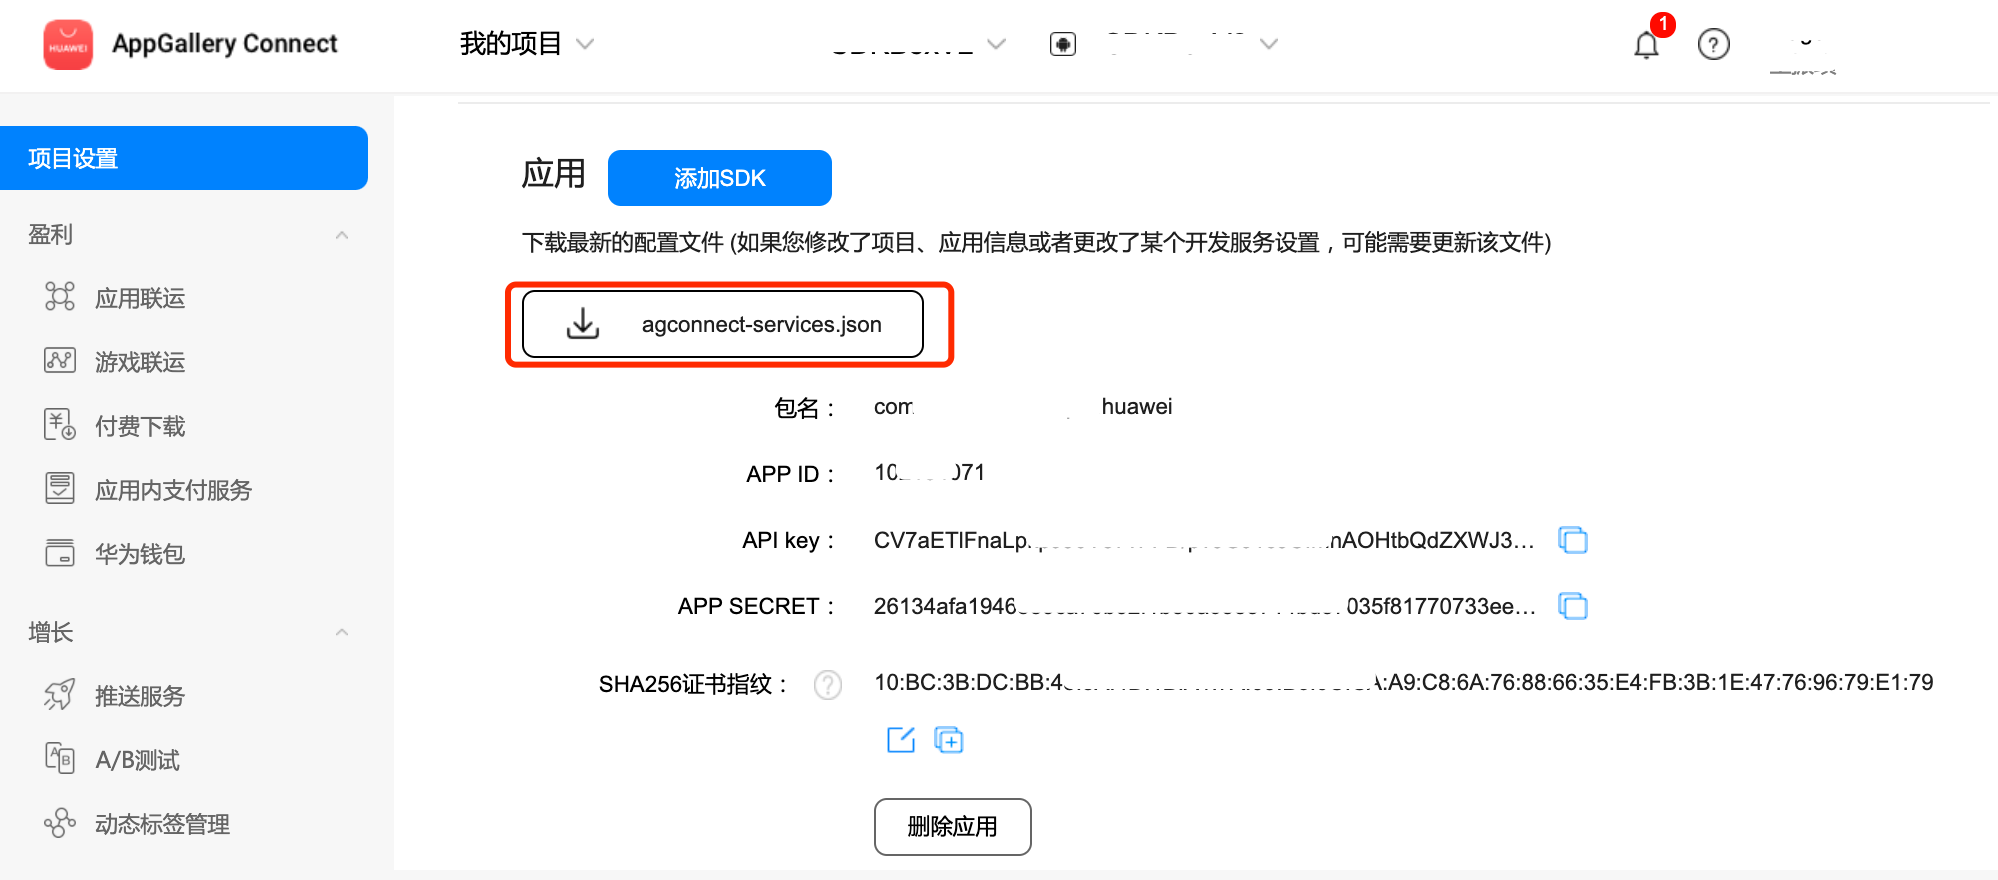 HUAWEI AppGallery Connect 我的项目 1
项目设置
应用 添加SDK
下载最新的配置文件 (如果您修改了项目、应用信息或者更改了某个开发服务设置，可能需要更新该文件)
agconnect-services.json
包名： com huawei
APP ID： 10 071
API key： CV7aETlFnaLp nAOHtbQdZXWJ3...
APP SECRET： 26134afa1946 035f81770733ee...
SHA256证书指纹： 10:BC:3B:DC:BB:4 A:A9:C8:6A:76:88:66:35:E4:FB:3B:1E:47:76:96:79:E1:79
删除应用
盈利
应用联运
游戏联运
付费下载
应用内支付服务
华为钱包
增长
推送服务
A/B测试
动态标签管理